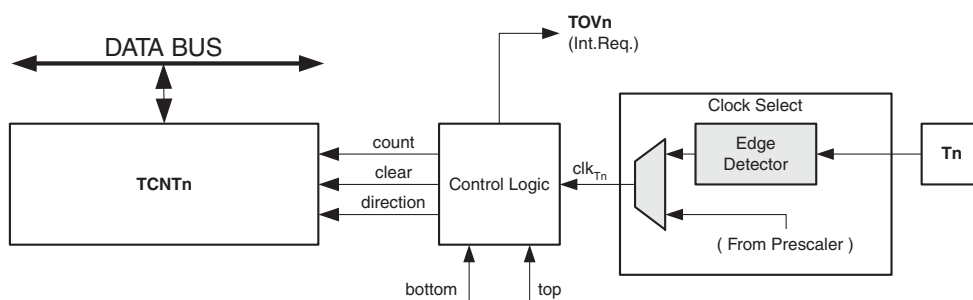 TOVn
(Int.Req.)
DATA BUS
Clock Select
count
Edge
Detector
Tn
TCNTn
clear
Control Logic
clkTn
direction
( From Prescaler )
bottom
top